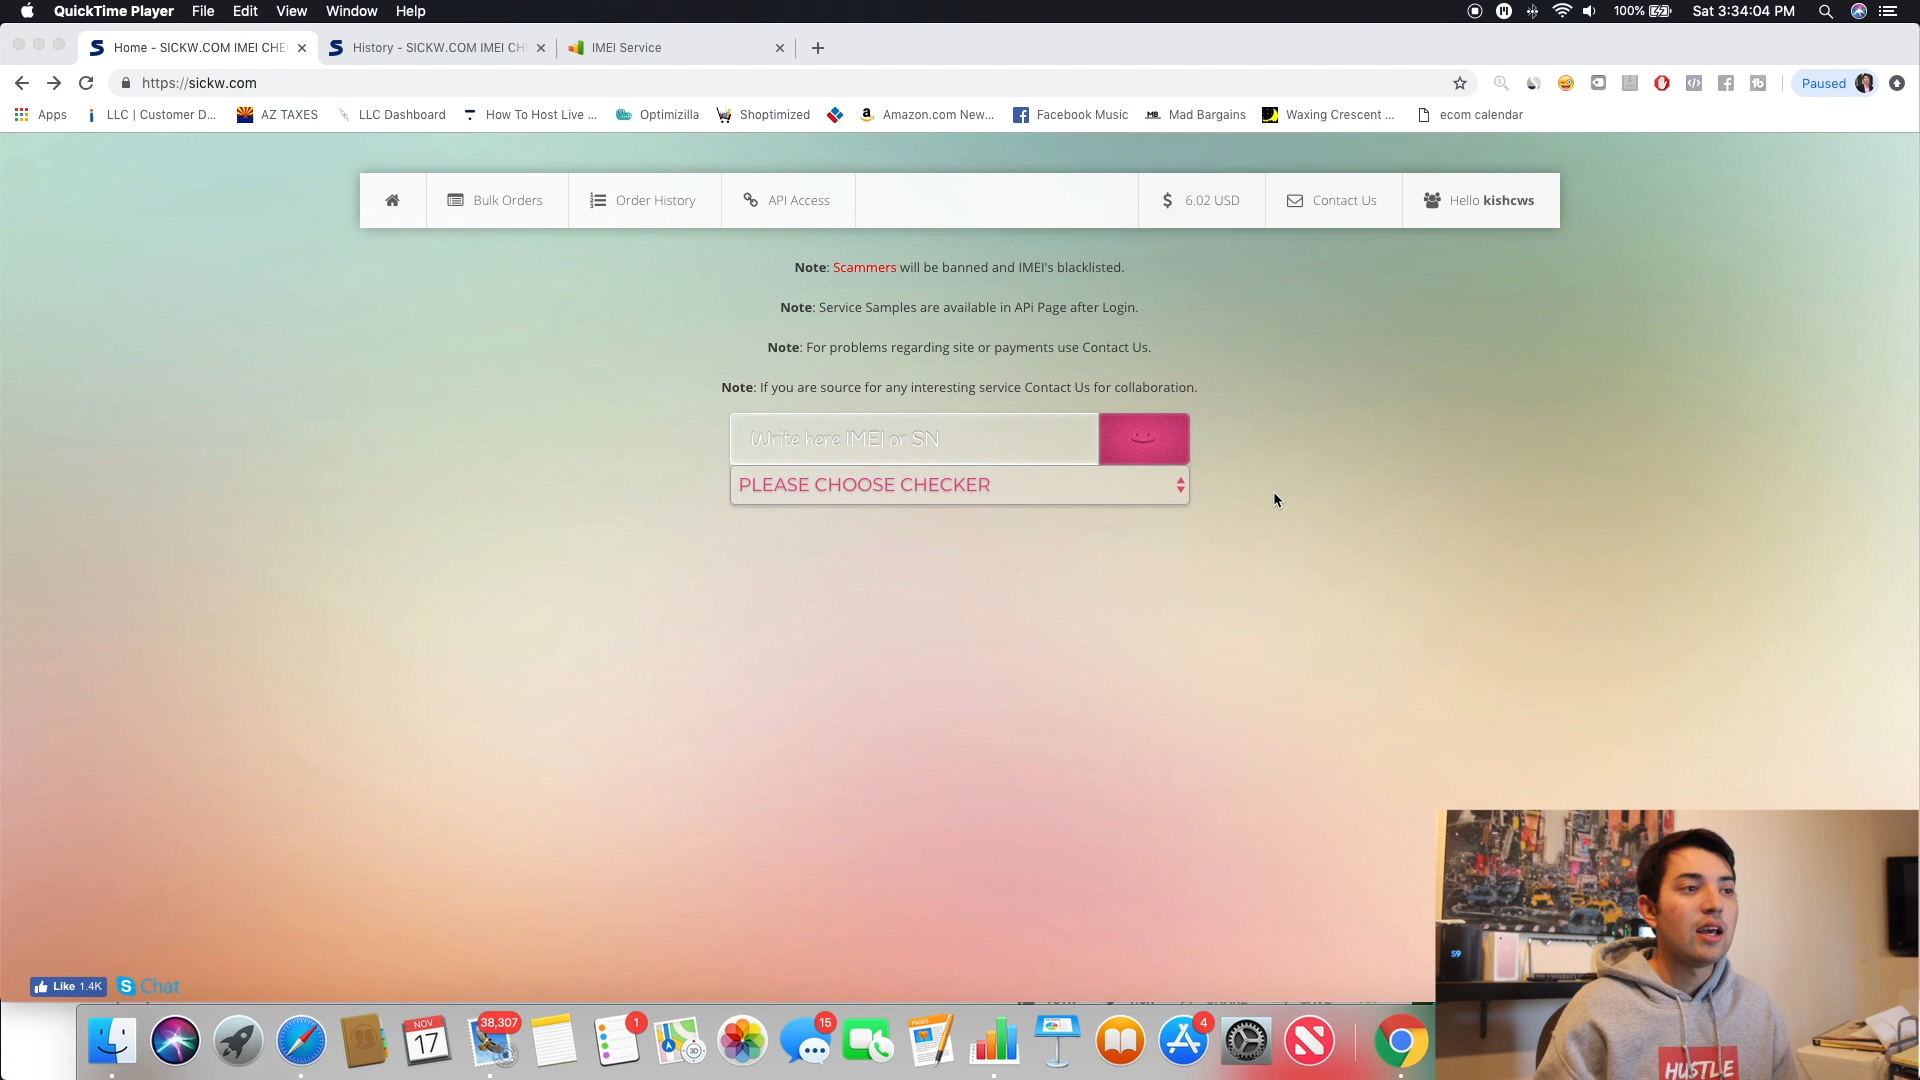 QuickTime Player File Edit View Window Help 100% Sat 3:34:04 PM
Home - SICKW.COM IMEI CHE History - SICKW.COM IMEI CH IMEI Service
https://sickw.com Paused
Apps LLC | Customer D... AZ TAXES LLC Dashboard How To Host Live ... Optimizilla Shoptimized Amazon.com New... Facebook Music MB Mad Bargains Waxing Crescent ... ecom calendar
Bulk Orders Order History API Access $ 6.02 USD Contact Us Hello kishcws
Note: Scammers will be banned and IMEI's blacklisted.
Note: Service Samples are available in APi Page after Login.
Note: For problems regarding site or payments use Contact Us.
Note: If you are source for any interesting service Contact Us for collaboration.
Write here IMEI or SN
PLEASE CHOOSE CHECKER
S9
Like 1.4K Chat
NOV 17 38,307 1 3D 15 PAGES 4
HUSTLE